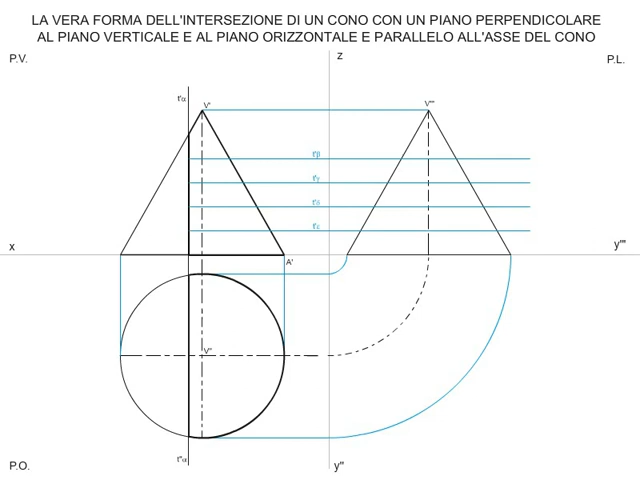 LA VERA FORMA DELL'INTERSEZIONE DI UN CONO CON UN PIANO PERPENDICOLARE
AL PIANO VERTICALE E AL PIANO ORIZZONTALE E PARALLELO ALL'ASSE DEL CONO
P.V.
z
P.L.
t'α
V'
V'''
t'β
t'γ
t'δ
t'ε
x
y'''
A'
V''
t''α
P.O.
y''